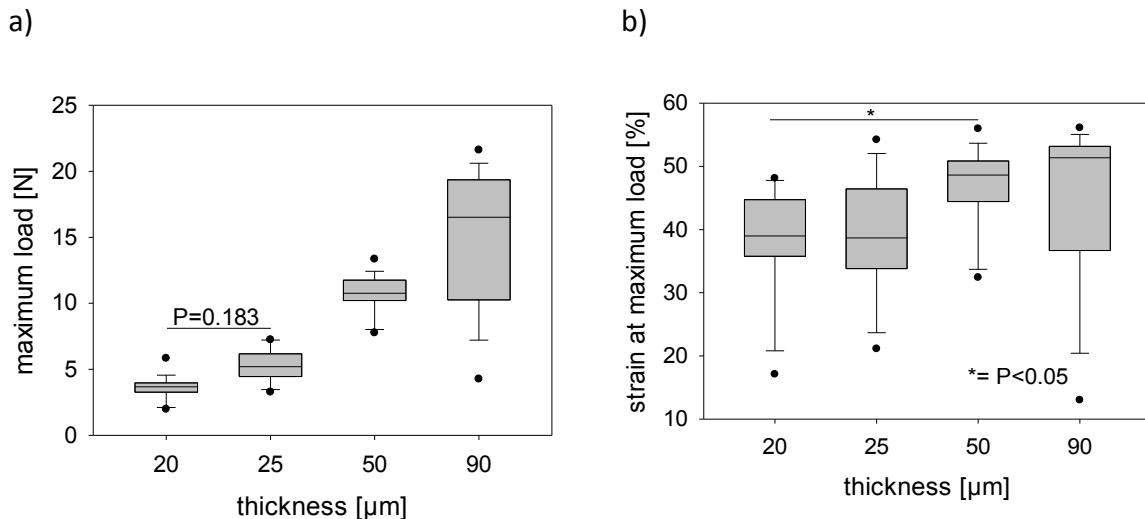 a)
b)
25
20
15
10
5
0
maximum load [N]
P=0.183
20 25 50 90
thickness [µm]
60
50
40
30
20
10
strain at maximum load [%]
*
*= P<0.05
20 25 50 90
thickness [µm]